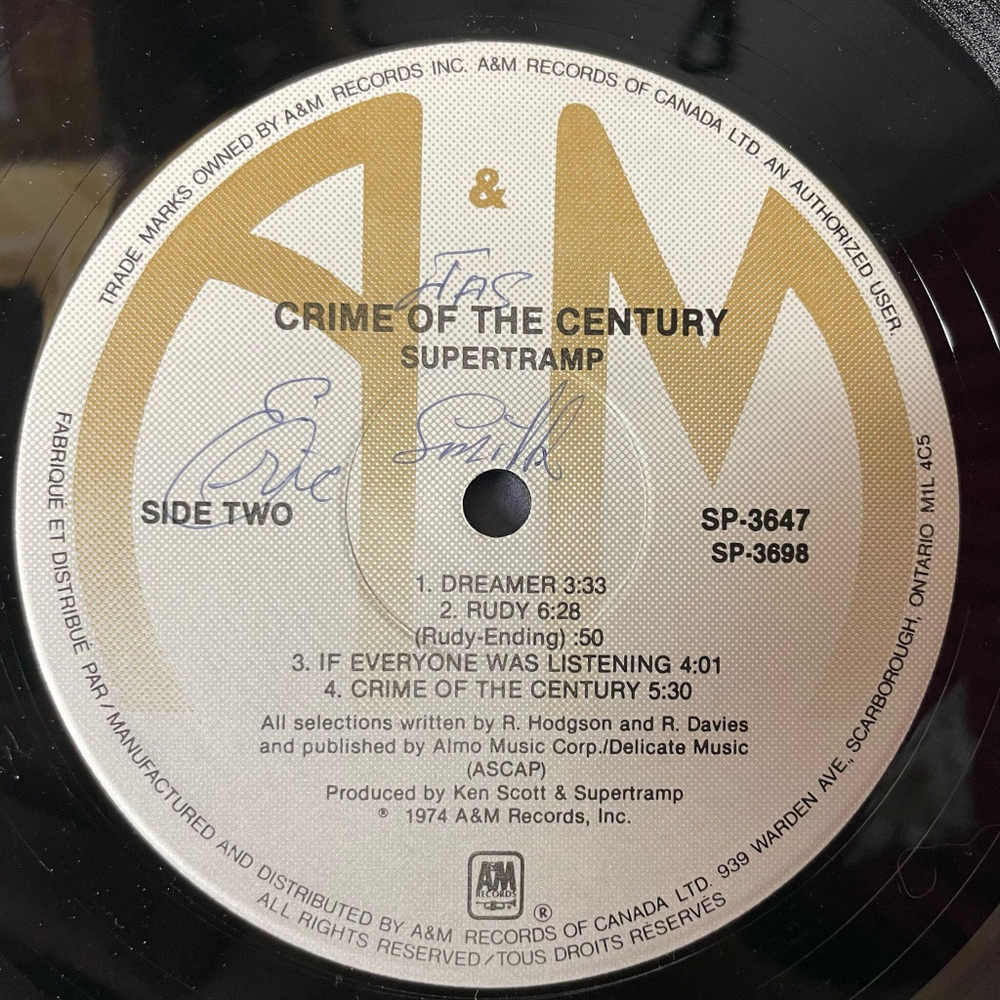 TRADE MARKS OWNED BY A&M RECORDS INC. A&M RECORDS OF CANADA LTD. AN AUTHORIZED USER.
A & M
CRIME OF THE CENTURY
SUPERTRAMP
Eric Smith
SIDE TWO
SP-3647
SP-3698
1. DREAMER 3:33
2. RUDY 6:28
(Rudy-Ending) :50
3. IF EVERYONE WAS LISTENING 4:01
4. CRIME OF THE CENTURY 5:30
All selections written by R. Hodgson and R. Davies
and published by Almo Music Corp./Delicate Music
(ASCAP)
Produced by Ken Scott & Supertramp
℗ 1974 A&M Records, Inc.
A&M
RECORDS
®
FABRIQUÉ ET DISTRIBUÉ PAR / MANUFACTURED AND DISTRIBUTED BY A&M RECORDS OF CANADA LTD. 939 WARDEN AVE., SCARBOROUGH, ONTARIO M1L 4C5
ALL RIGHTS RESERVED/TOUS DROITS RÉSERVÉS